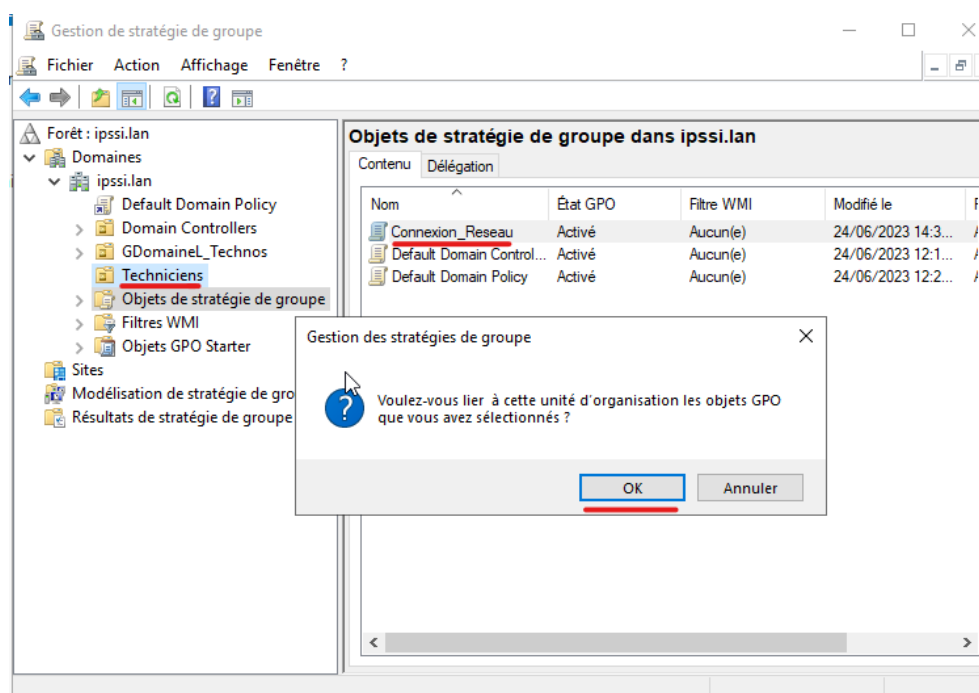 Gestion de stratégie de groupe
Fichier Action Affichage Fenêtre ?
Forêt : ipssi.lan
Domaines
ipssi.lan
Default Domain Policy
Domain Controllers
GDomaineL_Technos
Techniciens
Objets de stratégie de groupe
Filtres WMI
Objets GPO Starter
Sites
Modélisation de stratégie de gro
Résultats de stratégie de groupe
Objets de stratégie de groupe dans ipssi.lan
Contenu Délégation
Nom État GPO Filtre WMI Modifié le
Connexion_Reseau Activé Aucun(e) 24/06/2023 14:3...
Default Domain Control... Activé Aucun(e) 24/06/2023 12:1...
Default Domain Policy Activé Aucun(e) 24/06/2023 12:2...
Gestion des stratégies de groupe
Voulez-vous lier à cette unité d'organisation les objets GPO
que vous avez sélectionnés ?
OK Annuler